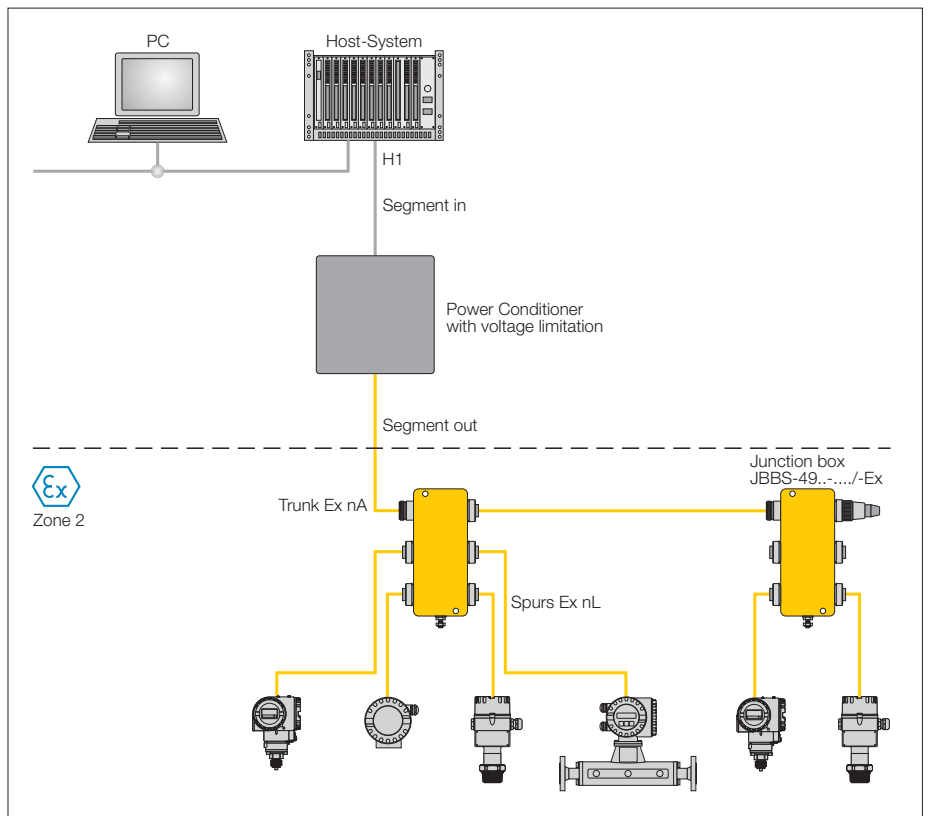 PC
Host-System
H1
Segment in
Power Conditioner
with voltage limitation
Segment out
Junction box
JBBS-49..-..../-Ex
Ex
Zone 2
Trunk Ex nA
Spurs Ex nL